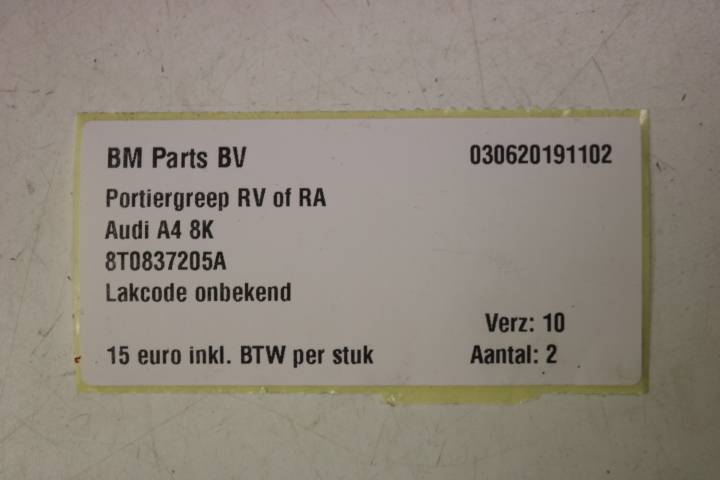 BM Parts BV 030620191102
Portiergreep RV of RA
Audi A4 8K
8T0837205A
Lakcode onbekend
Verz: 10
15 euro inkl. BTW per stuk Aantal: 2